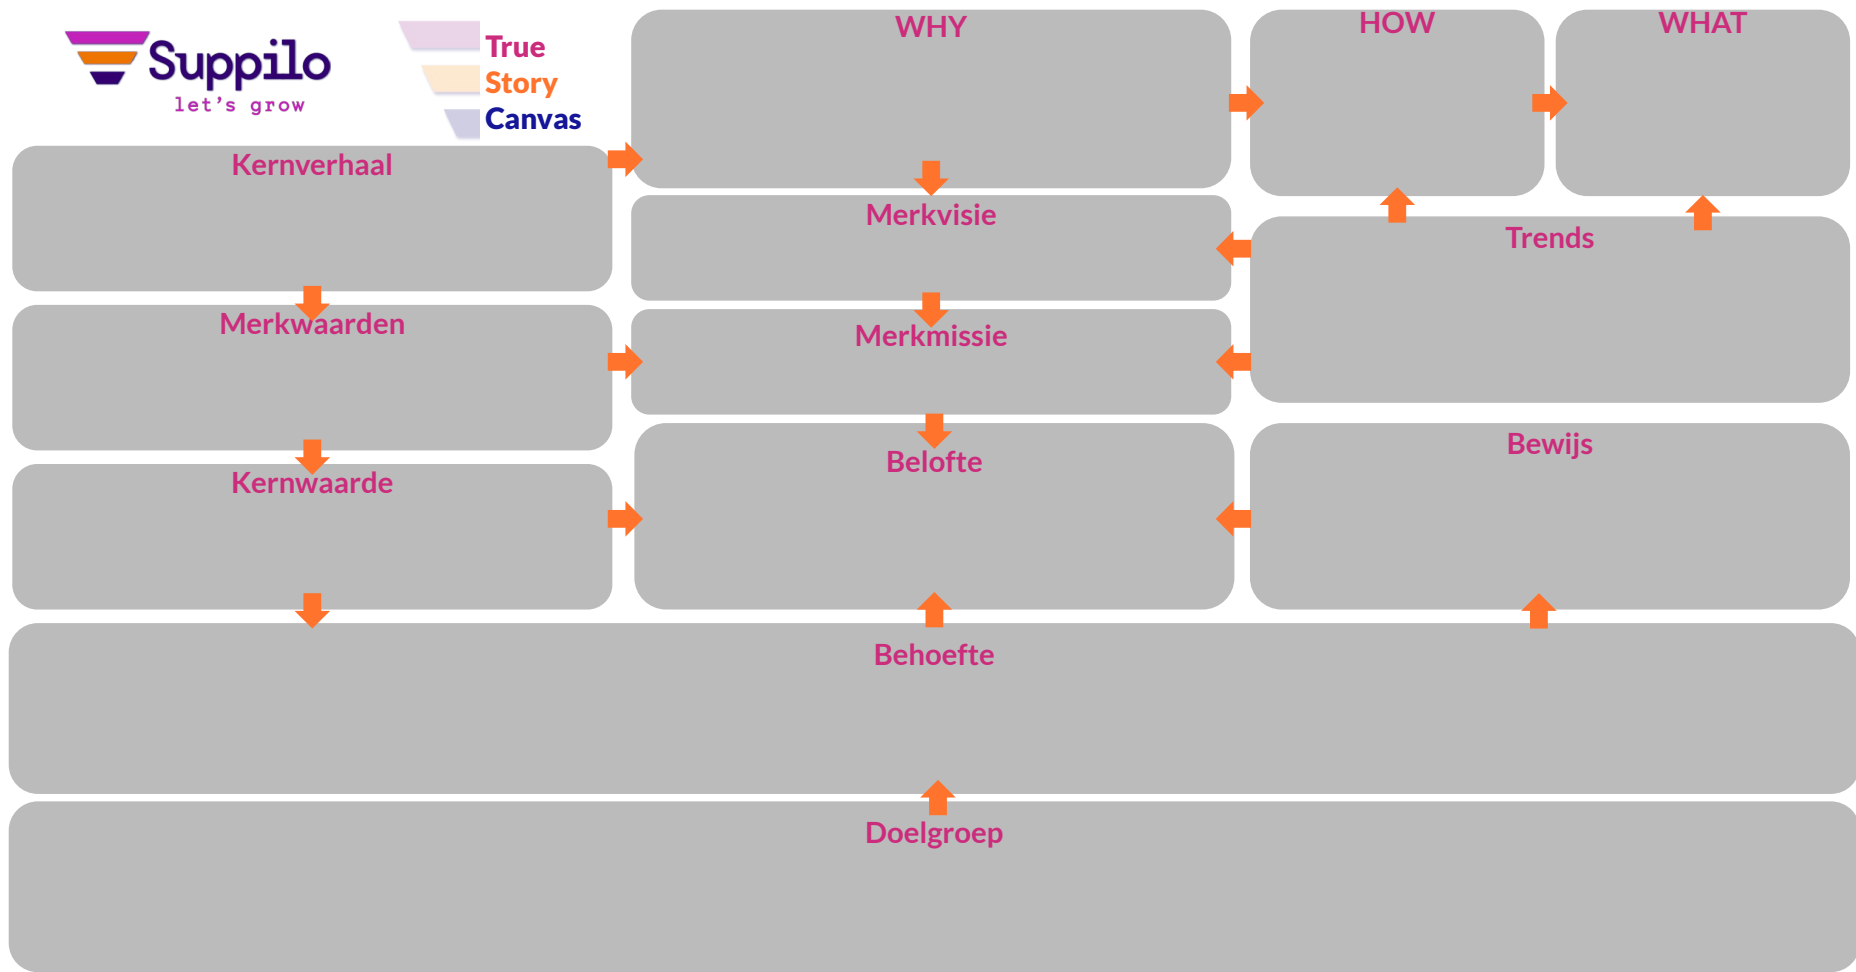 Suppilo
let's grow
True
Story
Canvas
WHY
HOW
WHAT
Kernverhaal
Merkvisie
Trends
Merkwaarden
Merkmissie
Kernwaarde
Belofte
Bewijs
Behoefte
Doelgroep